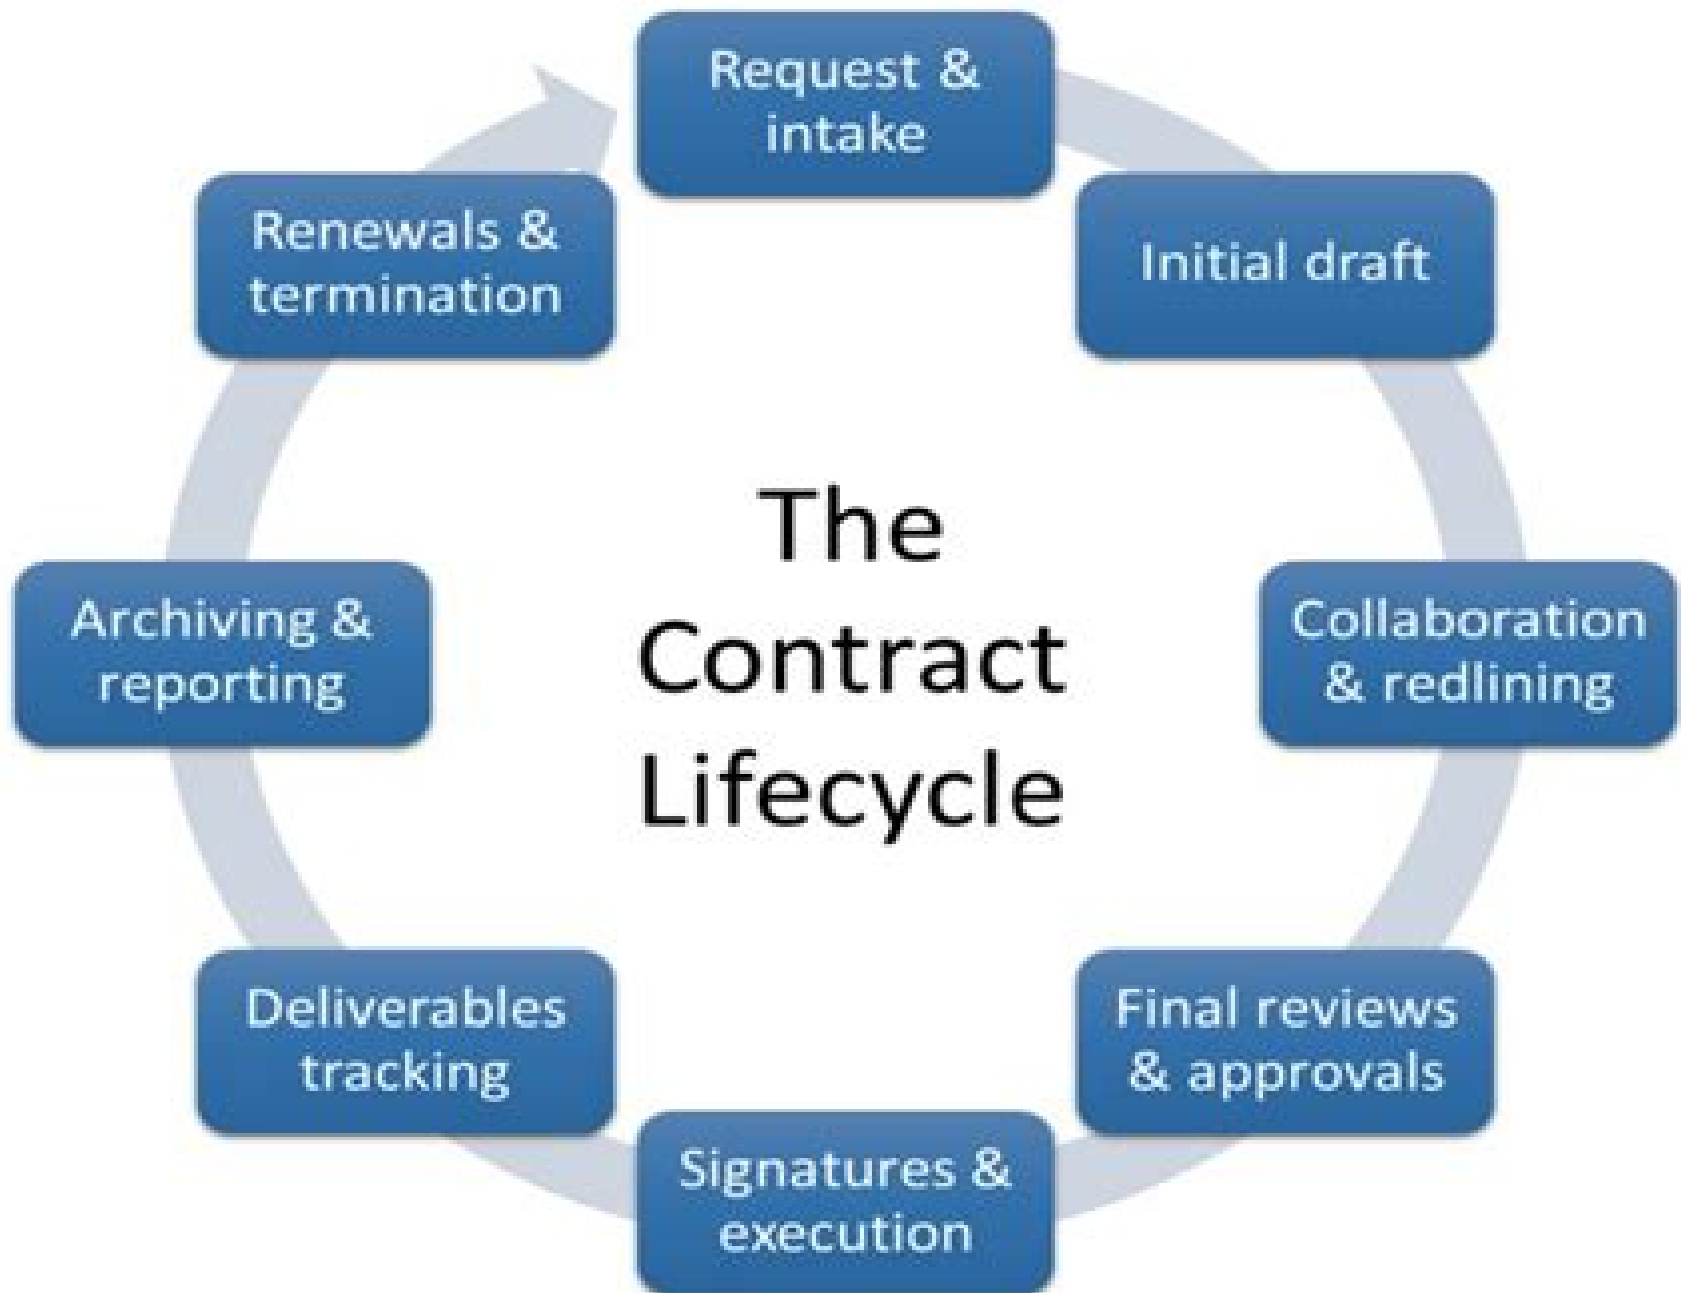 Request &
intake
Initial draft
Collaboration
& redlining
Final reviews
& approvals
Signatures &
execution
Deliverables
tracking
Archiving &
reporting
Renewals &
termination
The
Contract
Lifecycle